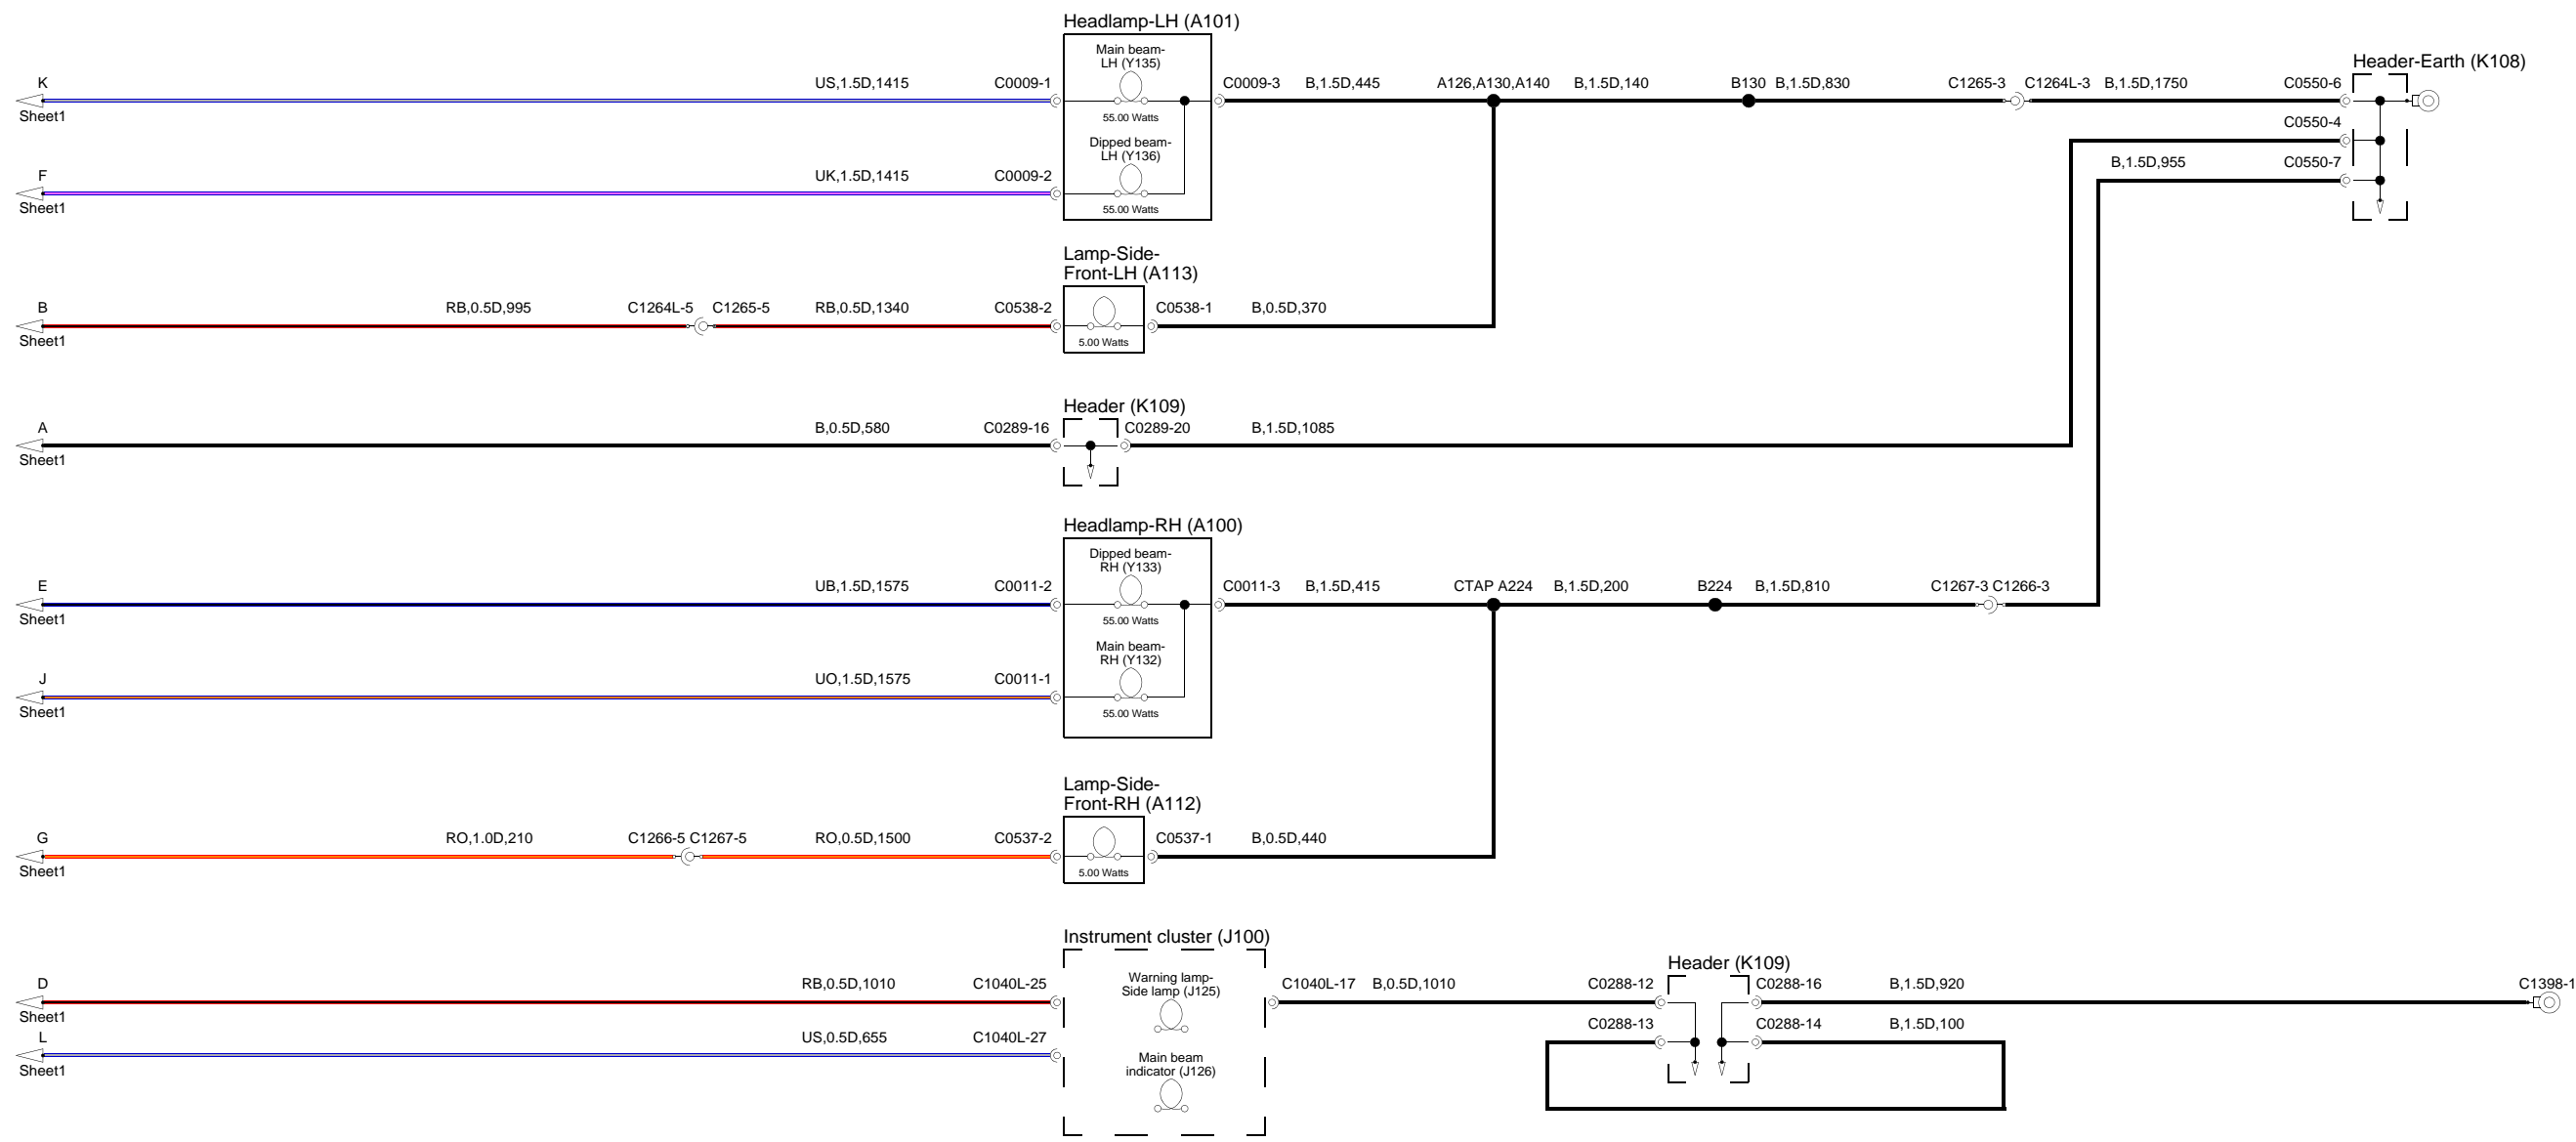 Headlamp-LH (A101)
Main beam-
LH (Y135)
Header-Earth (K108)
K
US,1.5D,1415
C0009-1
C0009-3
B,1.5D,445
A126,A130,A140
B,1.5D,140
B130
B,1.5D,830
C1265-3
C1264L-3
B,1.5D,1750
C0550-6
Sheet1
55.00 Watts
C0550-4
Dipped beam-
LH (Y136)
B,1.5D,955
C0550-7
F
UK,1.5D,1415
C0009-2
Sheet1
55.00 Watts
Lamp-Side-
Front-LH (A113)
B
RB,0.5D,995
C1264L-5
C1265-5
RB,0.5D,1340
C0538-2
C0538-1
B,0.5D,370
Sheet1
5.00 Watts
Header (K109)
A
B,0.5D,580
C0289-16
C0289-20
B,1.5D,1085
Sheet1
Headlamp-RH (A100)
Dipped beam-
RH (Y133)
E
UB,1.5D,1575
C0011-2
C0011-3
B,1.5D,415
CTAP A224
B,1.5D,200
B224
B,1.5D,810
C1267-3
C1266-3
Sheet1
55.00 Watts
Main beam-
RH (Y132)
J
UO,1.5D,1575
C0011-1
Sheet1
55.00 Watts
Lamp-Side-
Front-RH (A112)
G
RO,1.0D,210
C1266-5
C1267-5
RO,0.5D,1500
C0537-2
C0537-1
B,0.5D,440
Sheet1
5.00 Watts
Instrument cluster (J100)
Header (K109)
D
RB,0.5D,1010
C1040L-25
Warning lamp-
Side lamp (J125)
C1040L-17
B,0.5D,1010
C0288-12
C0288-16
B,1.5D,920
C1398-1
Sheet1
L
US,0.5D,655
C1040L-27
C0288-13
C0288-14
B,1.5D,100
Sheet1
Main beam
indicator (J126)